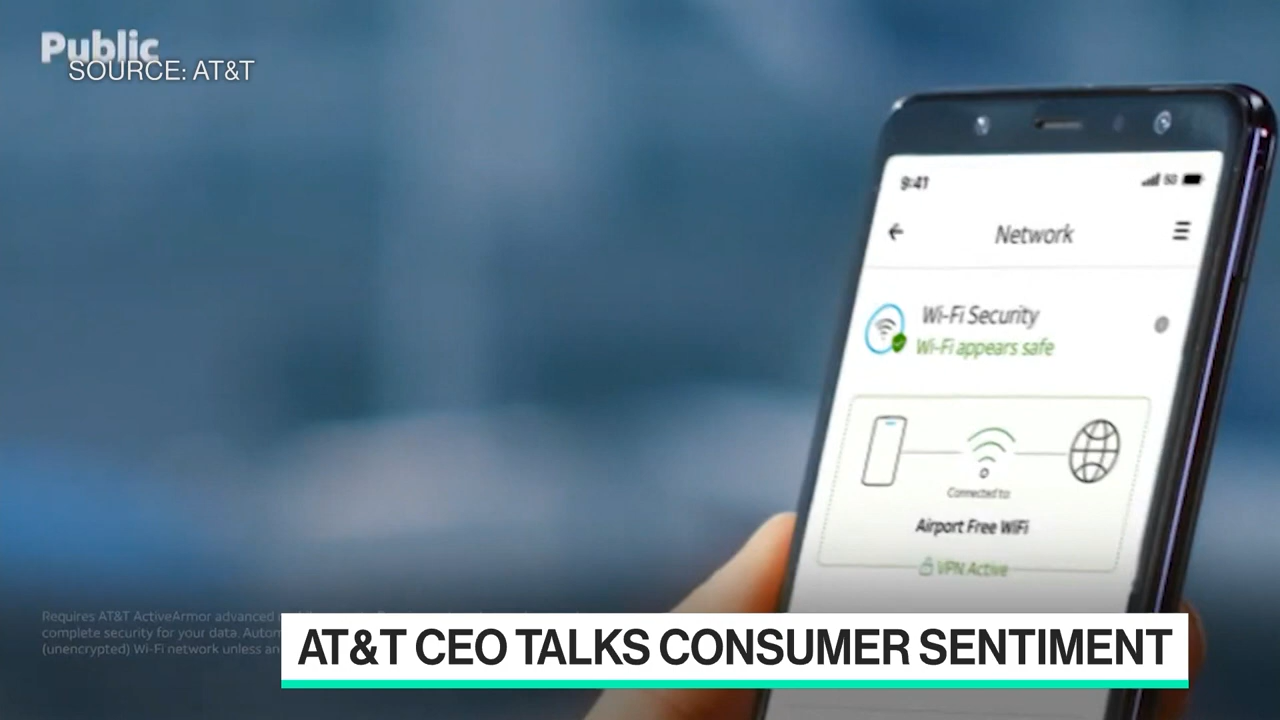 Public
SOURCE: AT&T
9:41
5G
Network
Wi-Fi Security
Wi-Fi appears safe
Connected to:
Airport Free WiFi
VPN Active
Requires AT&T ActiveArmor advanced
complete security for your data. Autom
(unencrypted) Wi-Fi network unless an
AT&T CEO TALKS CONSUMER SENTIMENT